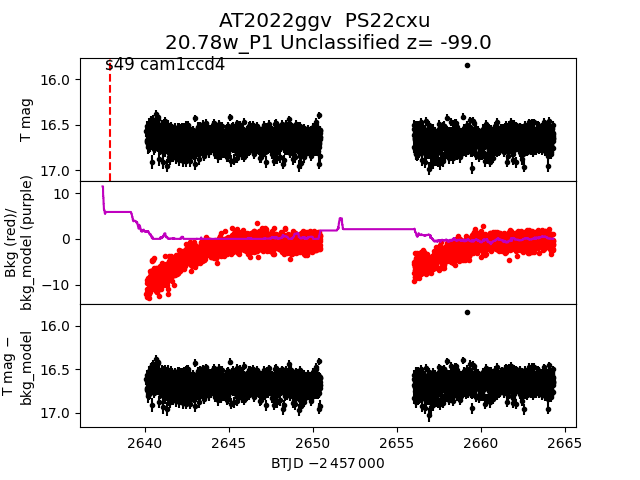 AT2022ggv  PS22cxu
20.78w_P1 Unclassified z= -99.0
s49 cam1ccd4
16.0
16.5
17.0
T mag
10
0
−10
Bkg (red)/
bkg_model (purple)
16.0
16.5
17.0
T mag −
bkg_model
2640 2645 2650 2655 2660 2665
BTJD −2 457 000